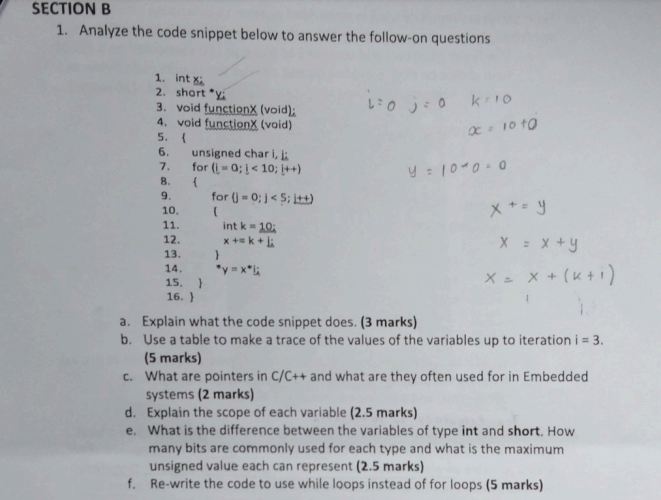 SECTION B
1. Analyze the code snippet below to answer the follow-on questions
1. int x;
2. short *y;
3. void functionX (void);
4. void functionX (void)
5. {
6. unsigned char i, j;
7. for (i = 0; i < 10; i++)
8. {
9. for (j = 0; j < 5; j++)
10. {
11. int k = 10;
12. x += k + i;
13. }
14. *y = x*i;
15. }
16. }
i=0 j=0 k=10
x = 10+0
y = 10*0=0
x += y
x = x+y
x = x + (k+i)
a. Explain what the code snippet does. (3 marks)
b. Use a table to make a trace of the values of the variables up to iteration i = 3.
(5 marks)
c. What are pointers in C/C++ and what are they often used for in Embedded
systems (2 marks)
d. Explain the scope of each variable (2.5 marks)
e. What is the difference between the variables of type int and short. How
many bits are commonly used for each type and what is the maximum
unsigned value each can represent (2.5 marks)
f. Re-write the code to use while loops instead of for loops (5 marks)